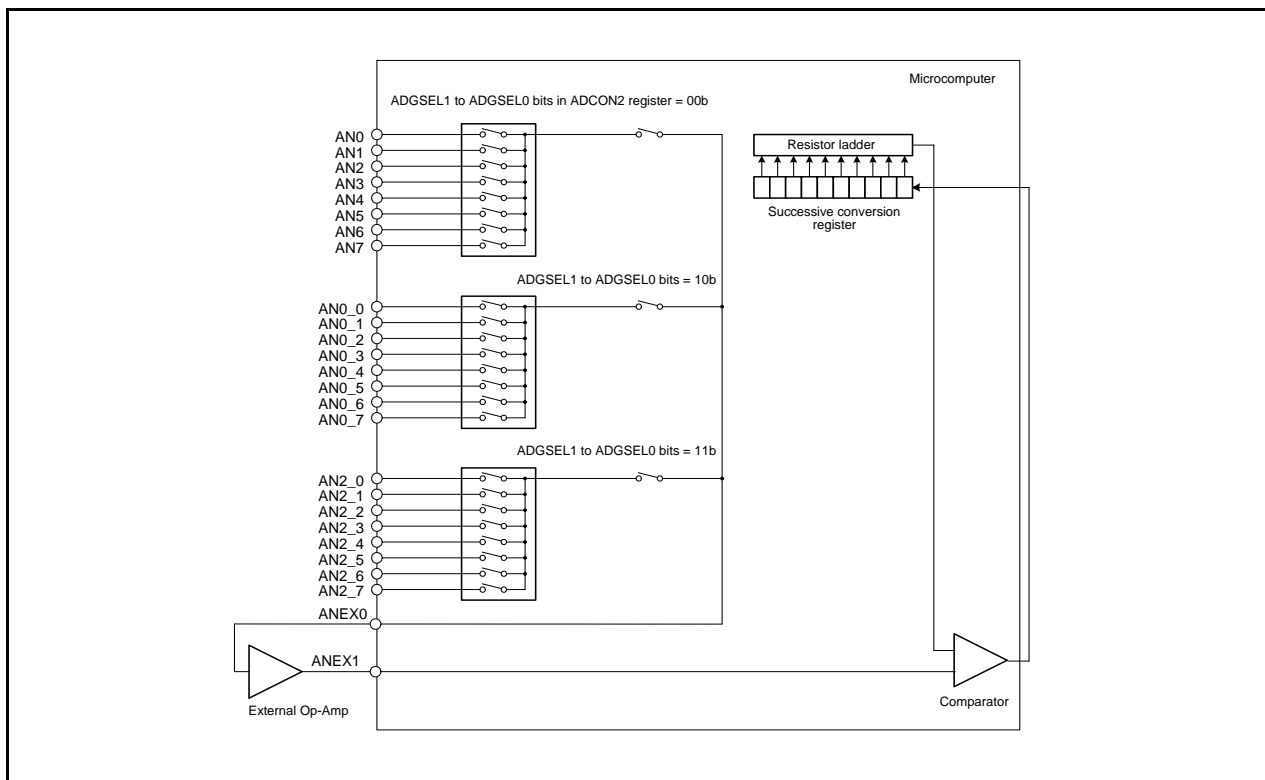 Microcomputer
ADGSEL1 to ADGSEL0 bits in ADCON2 register = 00b
AN0
AN1
AN2
AN3
AN4
AN5
AN6
AN7
Resistor ladder
Successive conversion
register
ADGSEL1 to ADGSEL0 bits = 10b
AN0_0
AN0_1
AN0_2
AN0_3
AN0_4
AN0_5
AN0_6
AN0_7
ADGSEL1 to ADGSEL0 bits = 11b
AN2_0
AN2_1
AN2_2
AN2_3
AN2_4
AN2_5
AN2_6
AN2_7
ANEX0
ANEX1
External Op-Amp
Comparator